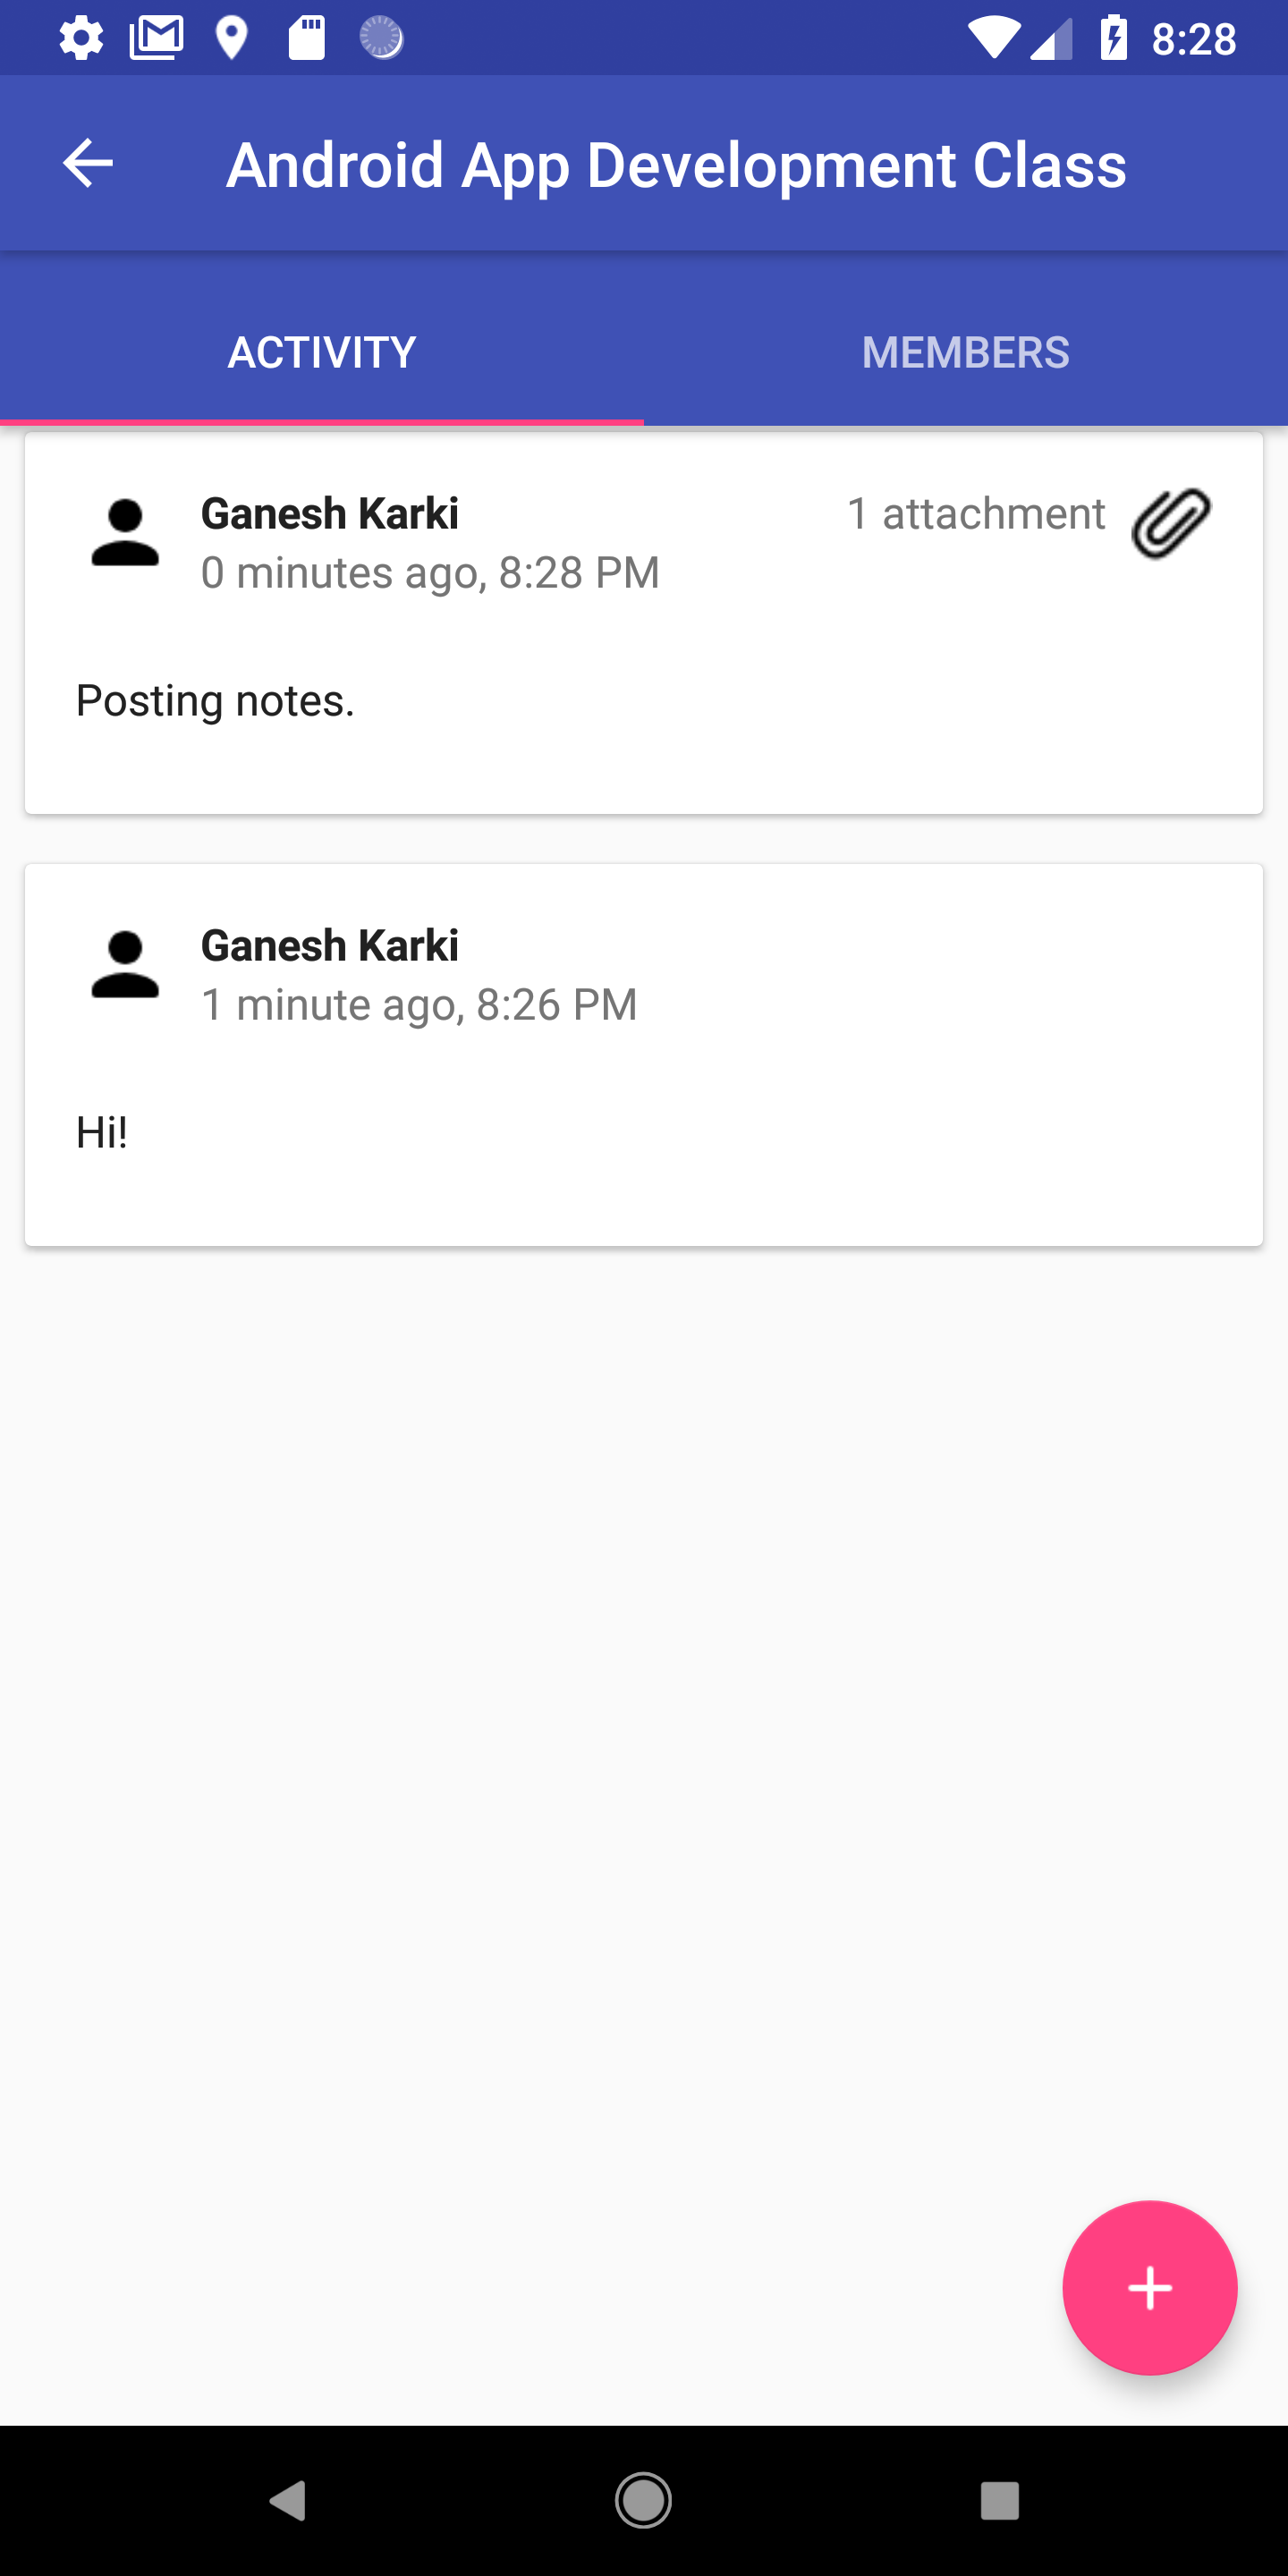 8:28
Android App Development Class
ACTIVITY
MEMBERS
Ganesh Karki
1 attachment
0 minutes ago, 8:28 PM
Posting notes.
Ganesh Karki
1 minute ago, 8:26 PM
Hi!